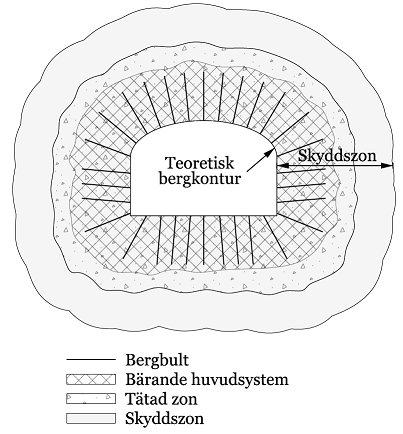 Skyddszon
Teoretisk
bergkontur
Bergbult
Bärande huvudsystem
Tätad zon
Skyddszon